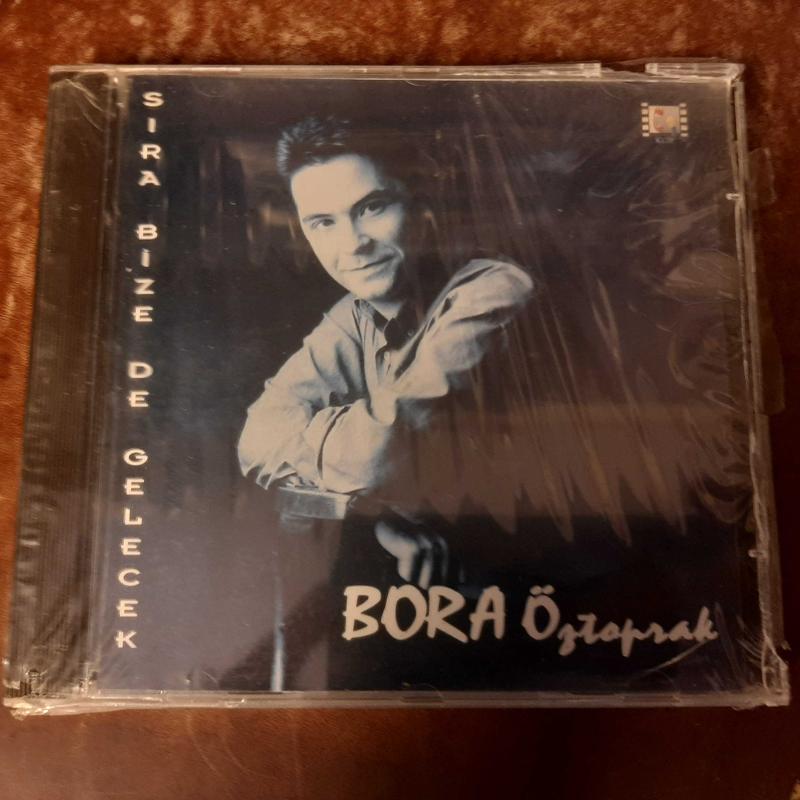 SIRA BİZE DE GELECEK
BORA Öztoprak